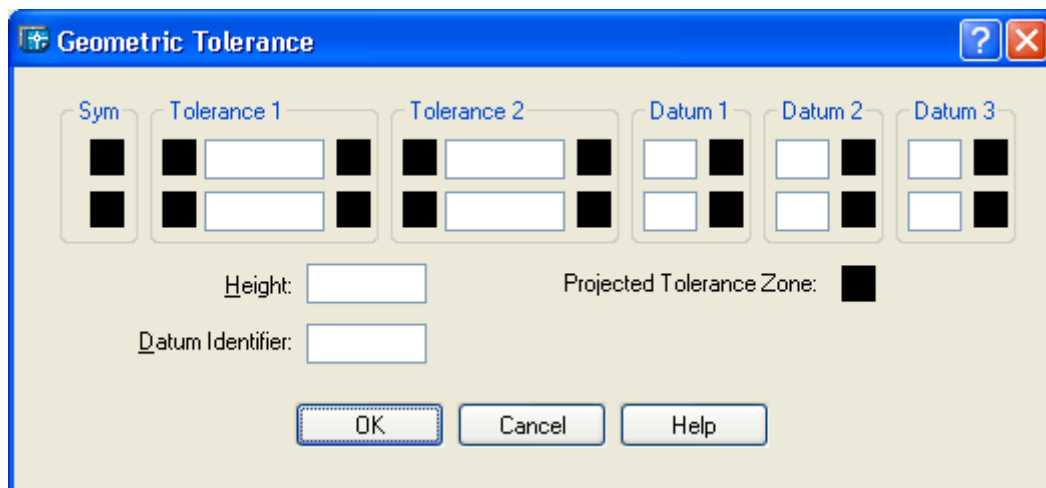 Geometric Tolerance
Sym Tolerance 1 Tolerance 2 Datum 1 Datum 2 Datum 3
Height: Projected Tolerance Zone:
Datum Identifier:
OK Cancel Help